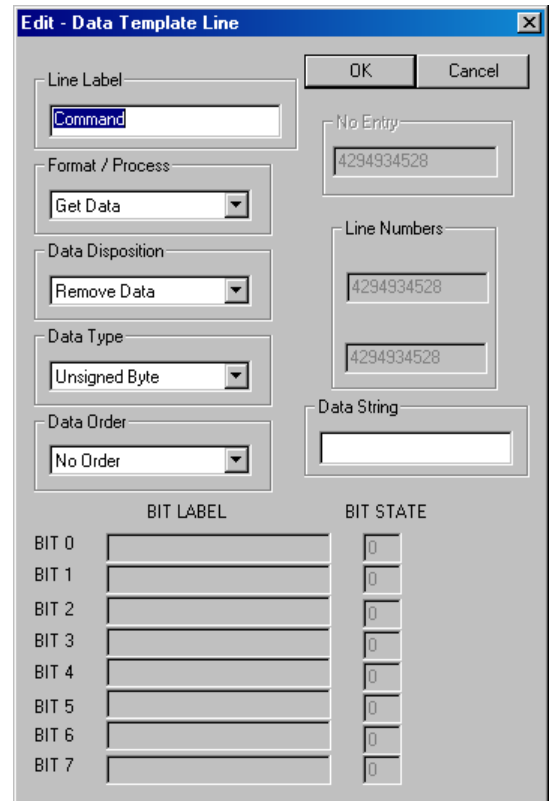 Edit - Data Template Line
OK
Cancel
Line Label
Command
No Entry
4294934528
Format / Process
Get Data
Line Numbers
4294934528
4294934528
Data Disposition
Remove Data
Data Type
Unsigned Byte
Data String
Data Order
No Order
BIT LABEL BIT STATE
BIT 0 0
BIT 1 0
BIT 2 0
BIT 3 0
BIT 4 0
BIT 5 0
BIT 6 0
BIT 7 0